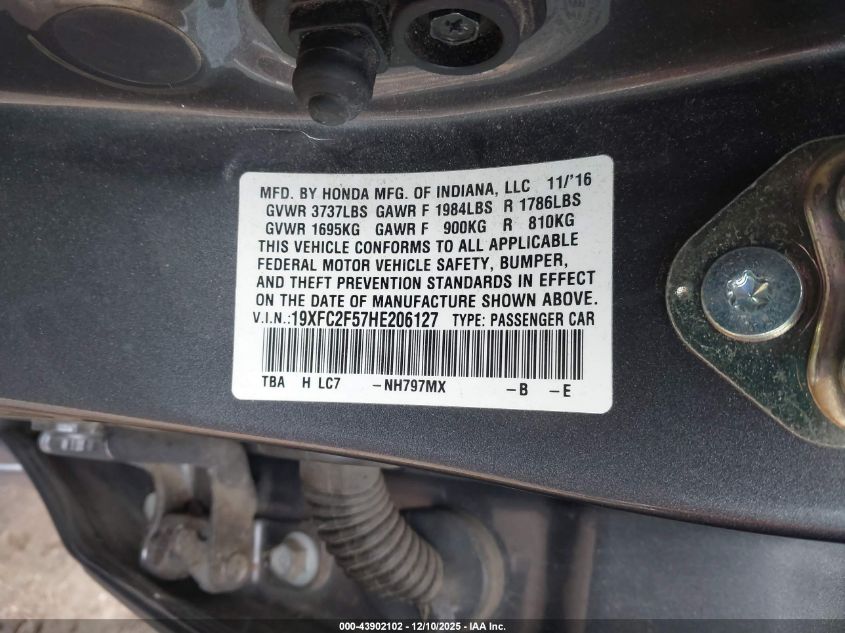 MFD. BY HONDA MFG. OF INDIANA, LLC 11/'16
GVWR 3737LBS GAWR F 1984LBS R 1786LBS
GVWR 1695KG GAWR F 900KG R 810KG
THIS VEHICLE CONFORMS TO ALL APPLICABLE
FEDERAL MOTOR VEHICLE SAFETY, BUMPER,
AND THEFT PREVENTION STANDARDS IN EFFECT
ON THE DATE OF MANUFACTURE SHOWN ABOVE.
V.I.N.:19XFC2F57HE206127 TYPE: PASSENGER CAR
TBA H LC7 –NH797MX –B –E
000-43902102 - 12/10/2025 - IAA Inc.